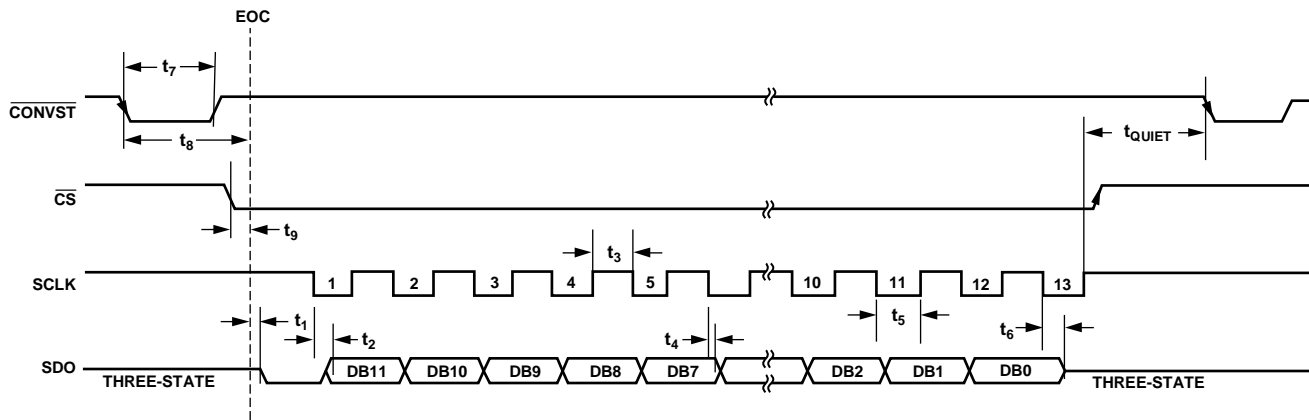 EOC
t7
CONVST
t8
tQUIET
CS
t9
t3
SCLK
1 2 3 4 5 10 11 12 13
t1
t2
t4
t5
t6
SDO
THREE-STATE
DB11 DB10 DB9 DB8 DB7 DB2 DB1 DB0
THREE-STATE